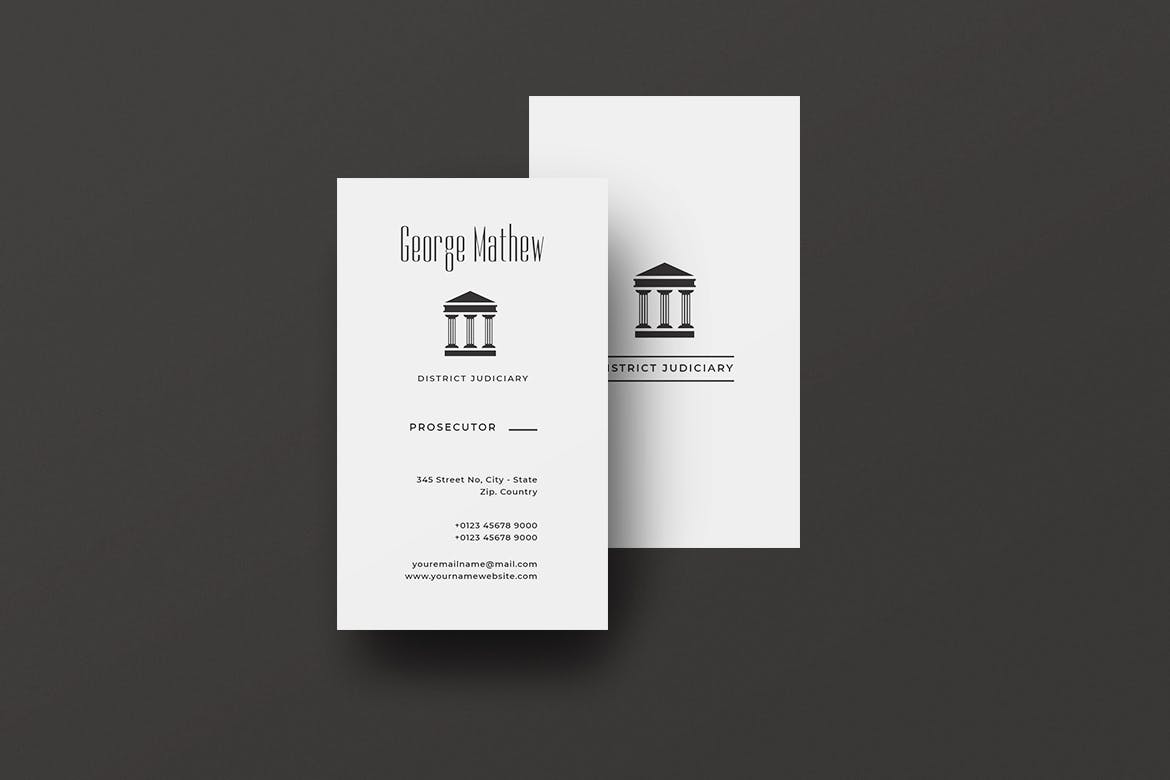 George Mathew
DISTRICT JUDICIARY
PROSECUTOR
345 Street No, City - State
Zip. Country
+0123 45678 9000
+0123 45678 9000
youremailname@mail.com
www.yournamewebsite.com
ISTRICT JUDICIARY